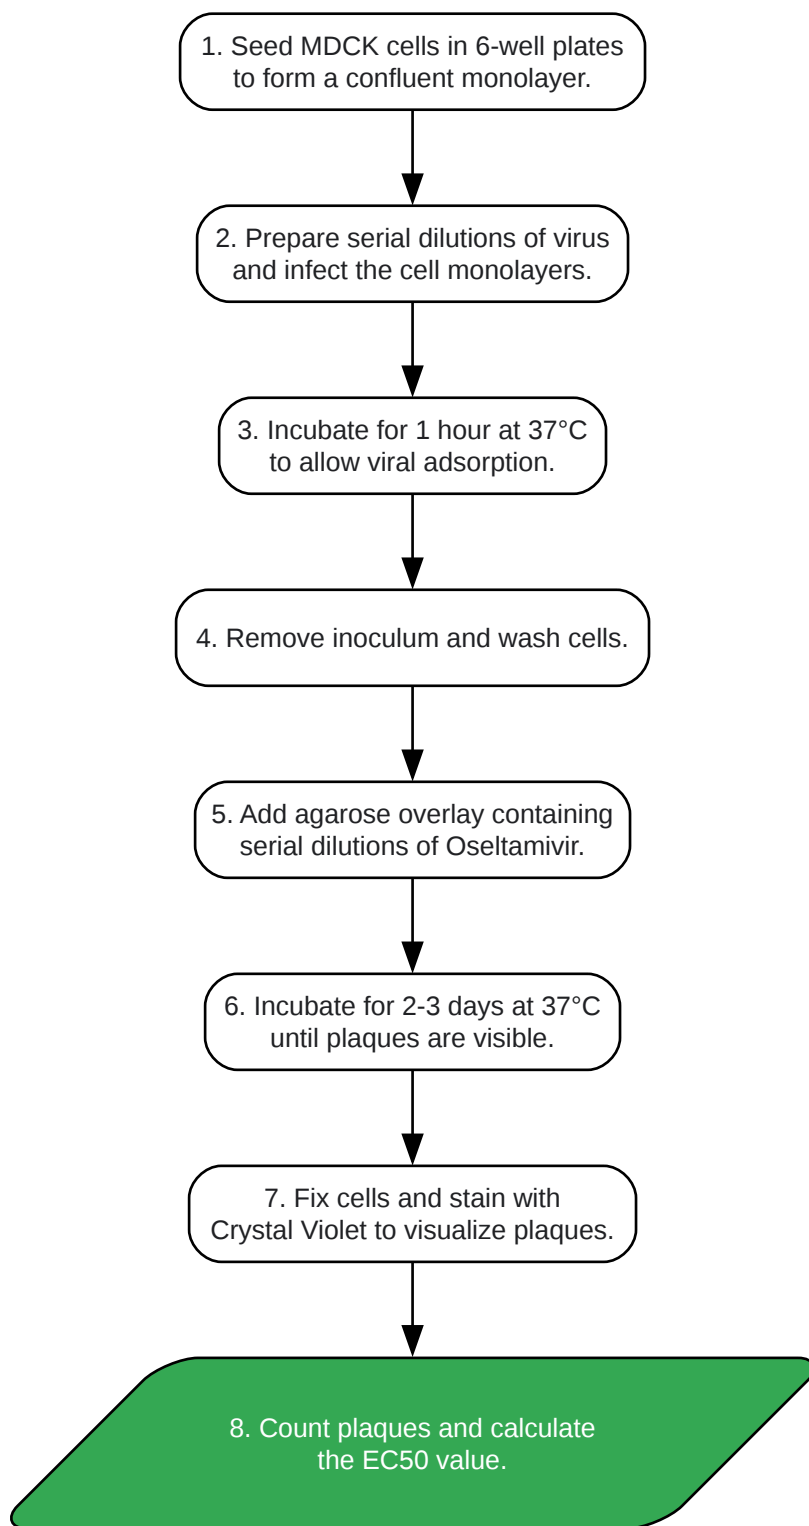 1. Seed MDCK cells in 6-well plates
to form a confluent monolayer.
2. Prepare serial dilutions of virus
and infect the cell monolayers.
3. Incubate for 1 hour at 37°C
to allow viral adsorption.
4. Remove inoculum and wash cells.
5. Add agarose overlay containing
serial dilutions of Oseltamivir.
6. Incubate for 2-3 days at 37°C
until plaques are visible.
7. Fix cells and stain with
Crystal Violet to visualize plaques.
8. Count plaques and calculate
the EC50 value.